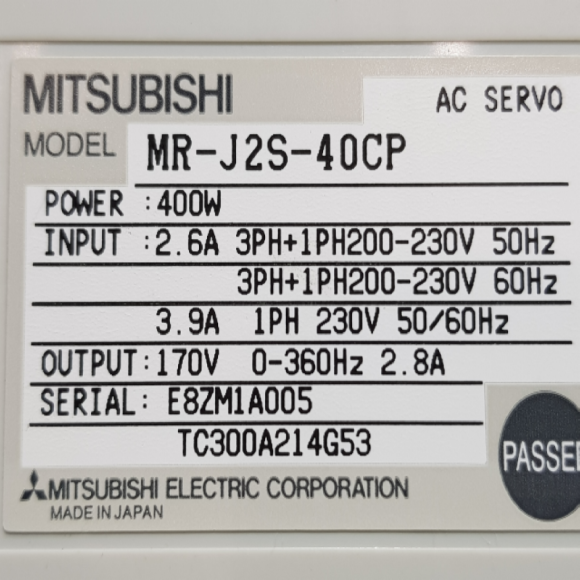 MITSUBISHI
AC SERVO
MODEL MR-J2S-40CP
POWER :400W
INPUT :2.6A 3PH+1PH200-230V 50Hz
3PH+1PH200-230V 60Hz
3.9A 1PH 230V 50/60Hz
OUTPUT:170V 0-360Hz 2.8A
SERIAL: E8ZM1A005
TC300A214G53
PASSED
MITSUBISHI ELECTRIC CORPORATION
MADE IN JAPAN